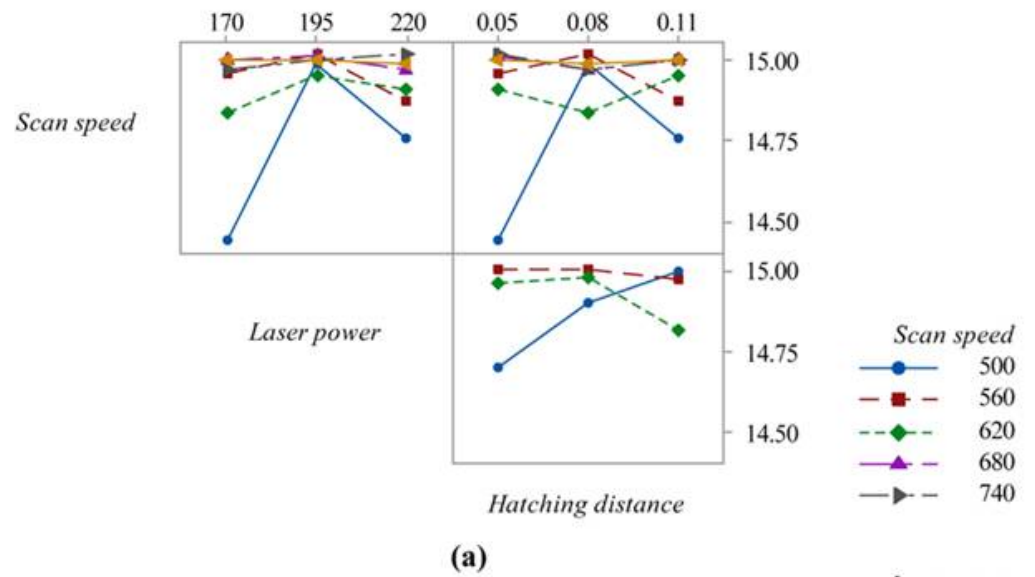 170 195 220 0.05 0.08 0.11
15.00
Scan speed
14.75
14.50
15.00
Laser power
14.75
14.50
Scan speed
500
560
620
680
740
Hatching distance
(a)